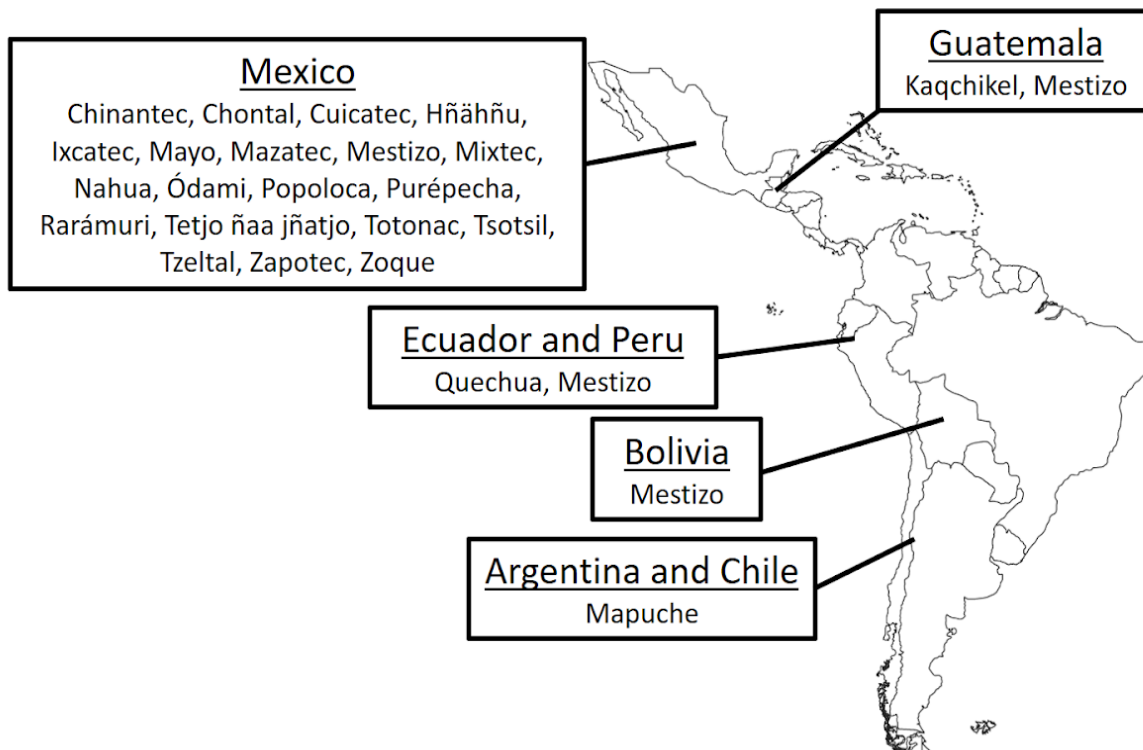 Mexico
Chinantec, Chontal, Cuicatec, Hñähñu,
Ixcatec, Mayo, Mazatec, Mestizo, Mixtec,
Nahua, Ódami, Popoloca, Purépecha,
Rarámuri, Tetjo ñaa jñatjo, Totonac, Tsotsil,
Tzeltal, Zapotec, Zoque
Guatemala
Kaqchikel, Mestizo
Ecuador and Peru
Quechua, Mestizo
Bolivia
Mestizo
Argentina and Chile
Mapuche